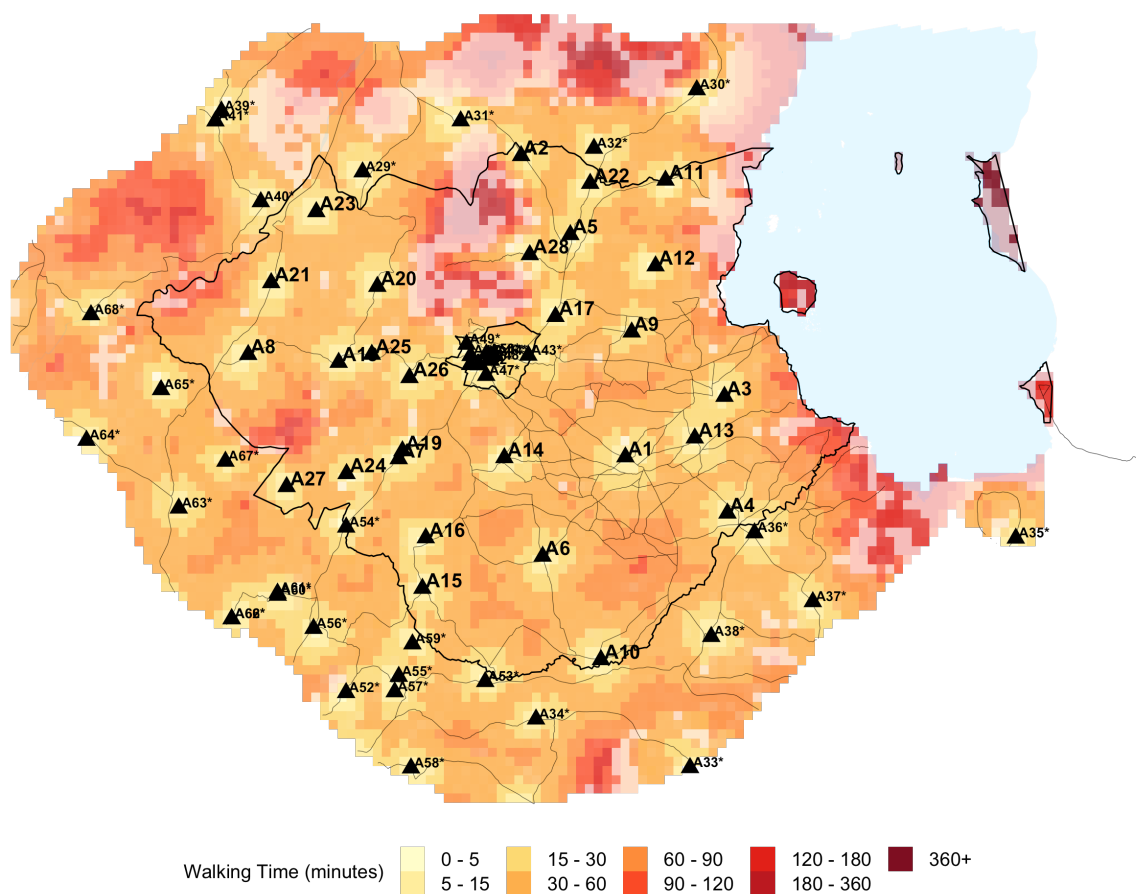 A30*
A39*
A41*
A31*
A32*
A2
A29*
A22
A11
A40*
A23
A5
A28
A12
A21
A20
A68*
A17
A9
A49*
A43*
A8
A25
A26
A47*
A65*
A3
A64*
A13
A19
A14
A1
A67*
A24
A27
A63*
A4
A54*
A36*
A16
A35*
A6
A15
A60*
A37*
A56*
A38*
A59*
A10
A55*
A53*
A52*
A57*
A34*
A58*
A33*
Walking Time (minutes)
0 - 5
5 - 15
15 - 30
30 - 60
60 - 90
90 - 120
120 - 180
180 - 360
360+